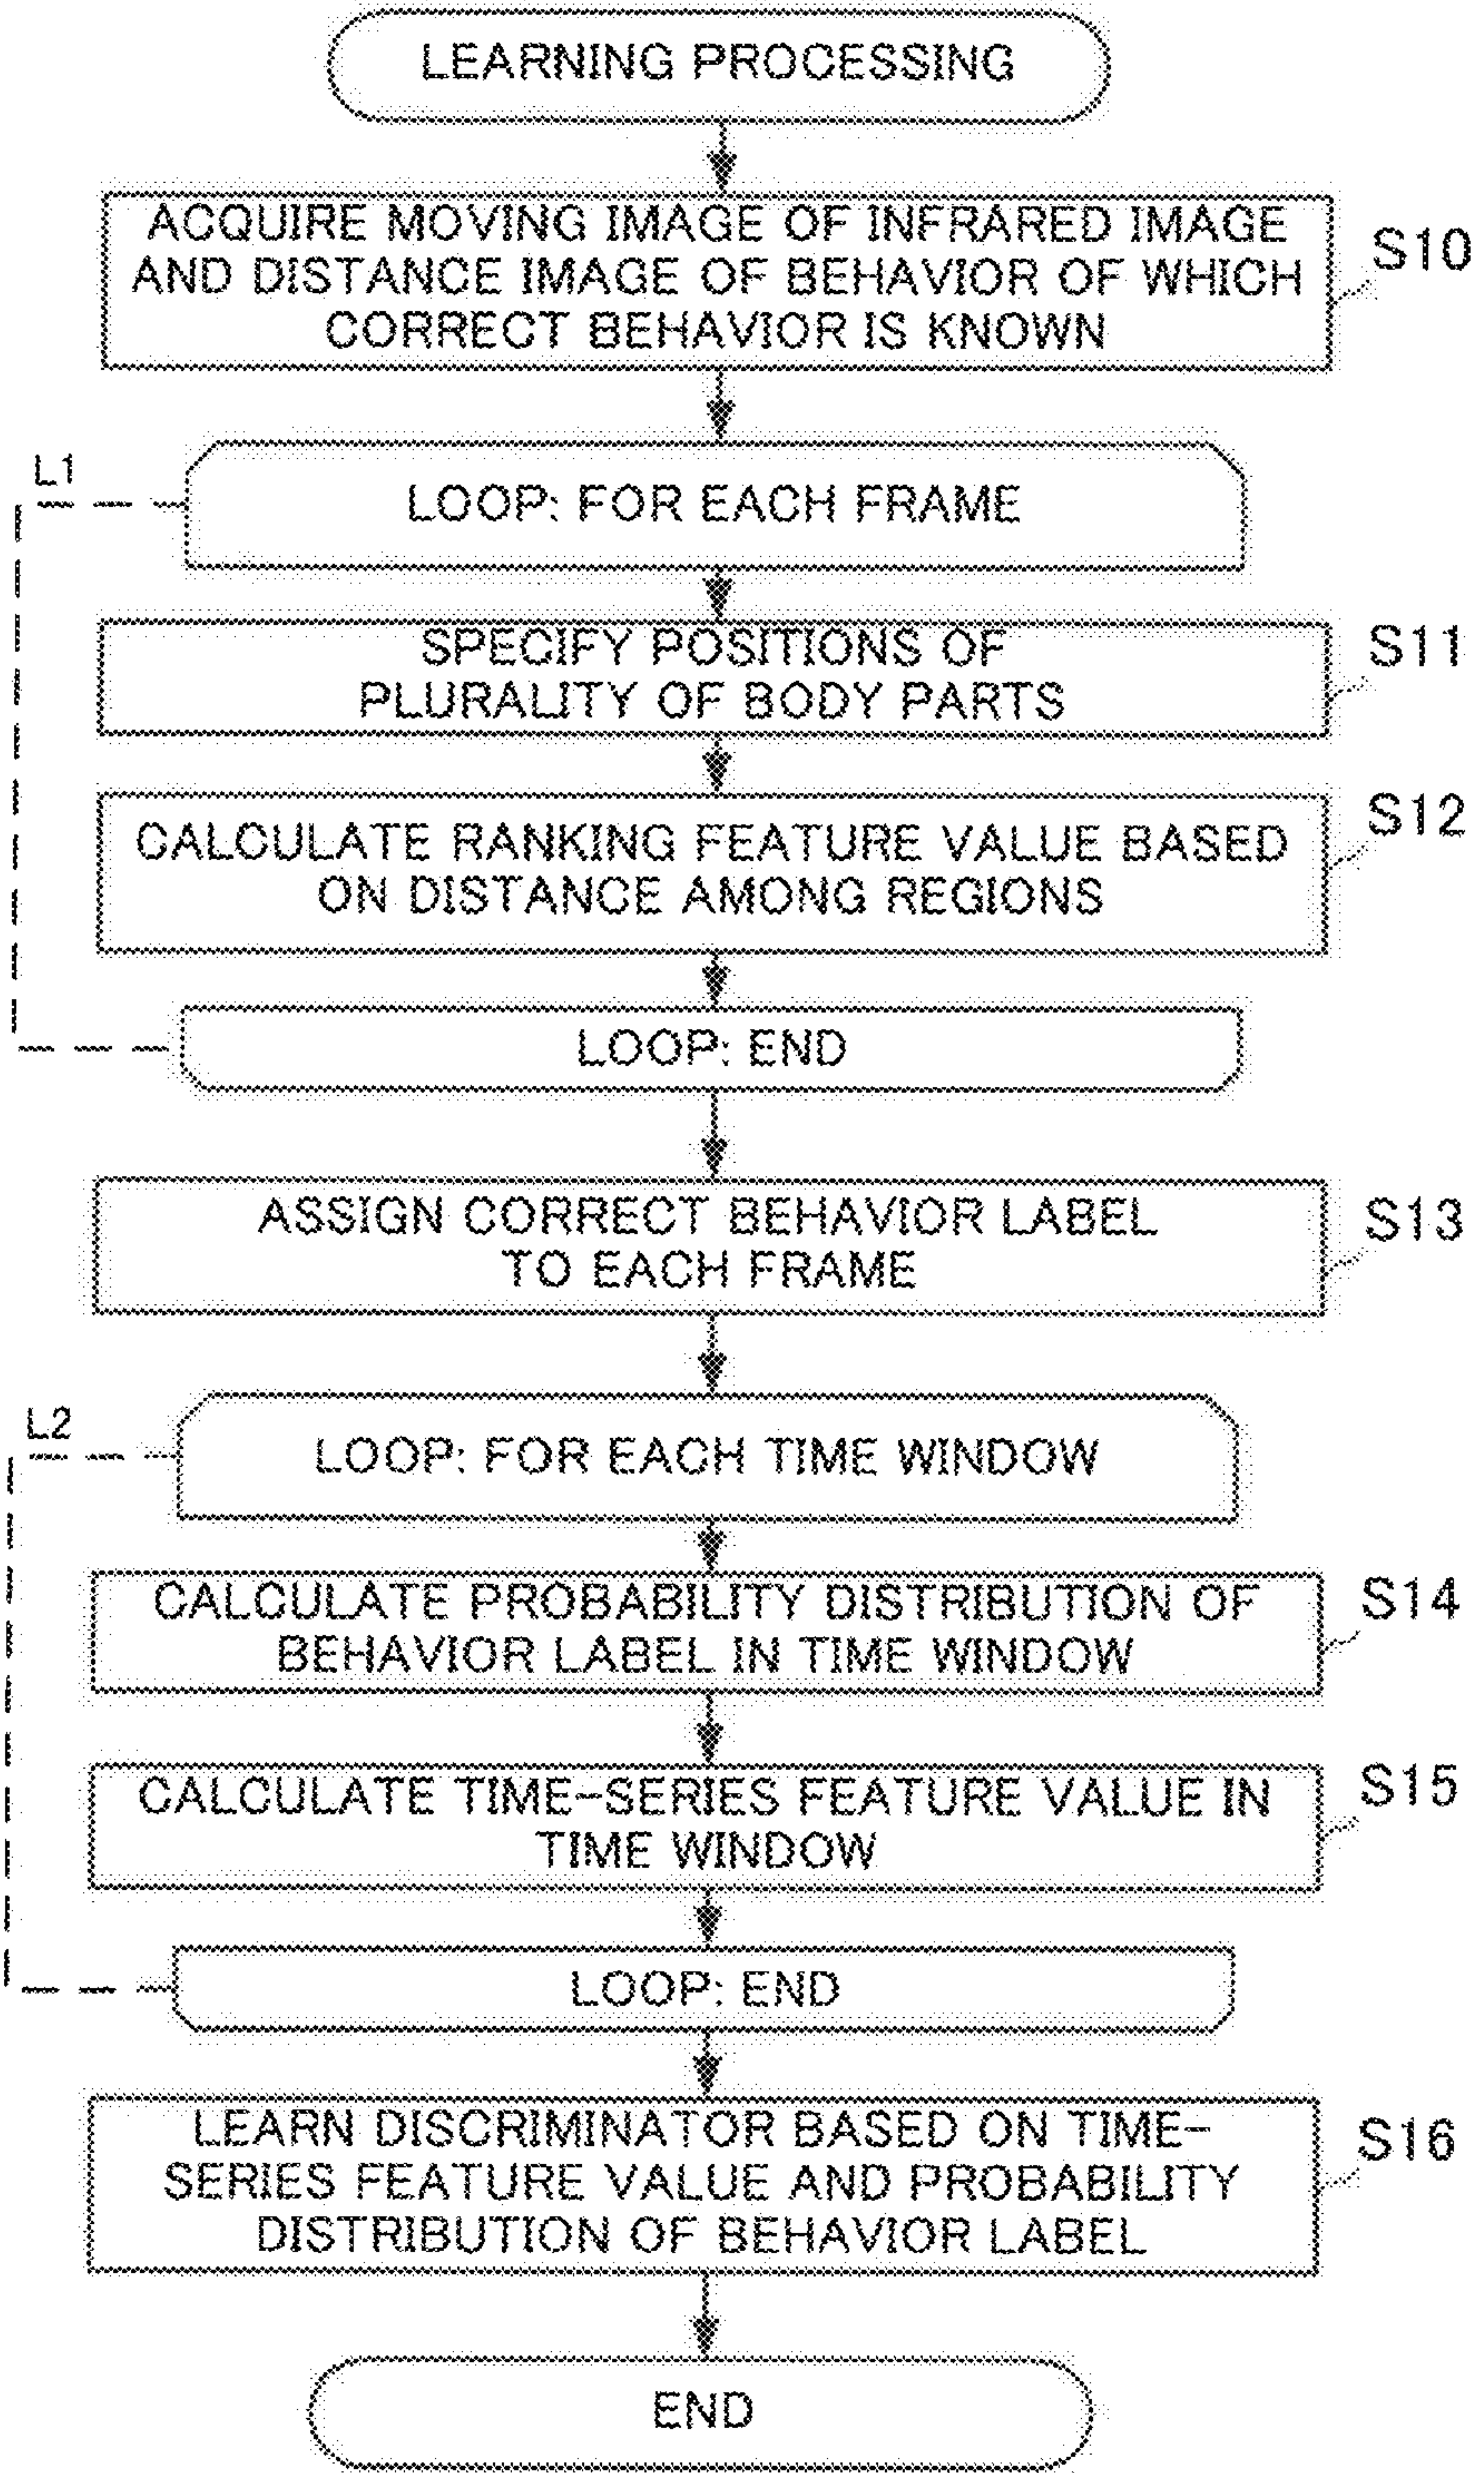 LEARNING PROCESSING
ACQUIRE MOVING IMAGE OF INFRARED IMAGE
AND DISTANCE IMAGE OF BEHAVIOR OF WHICH
CORRECT BEHAVIOR IS KNOWN
S10
L1
LOOP: FOR EACH FRAME
SPECIFY POSITIONS OF
PLURALITY OF BODY PARTS
S11
CALCULATE RANKING FEATURE VALUE BASED
ON DISTANCE AMONG REGIONS
S12
LOOP: END
ASSIGN CORRECT BEHAVIOR LABEL
TO EACH FRAME
S13
L2
LOOP: FOR EACH TIME WINDOW
CALCULATE PROBABILITY DISTRIBUTION OF
BEHAVIOR LABEL IN TIME WINDOW
S14
CALCULATE TIME-SERIES FEATURE VALUE IN
TIME WINDOW
S15
LOOP: END
LEARN DISCRIMINATOR BASED ON TIME-
SERIES FEATURE VALUE AND PROBABILITY
DISTRIBUTION OF BEHAVIOR LABEL
S16
END